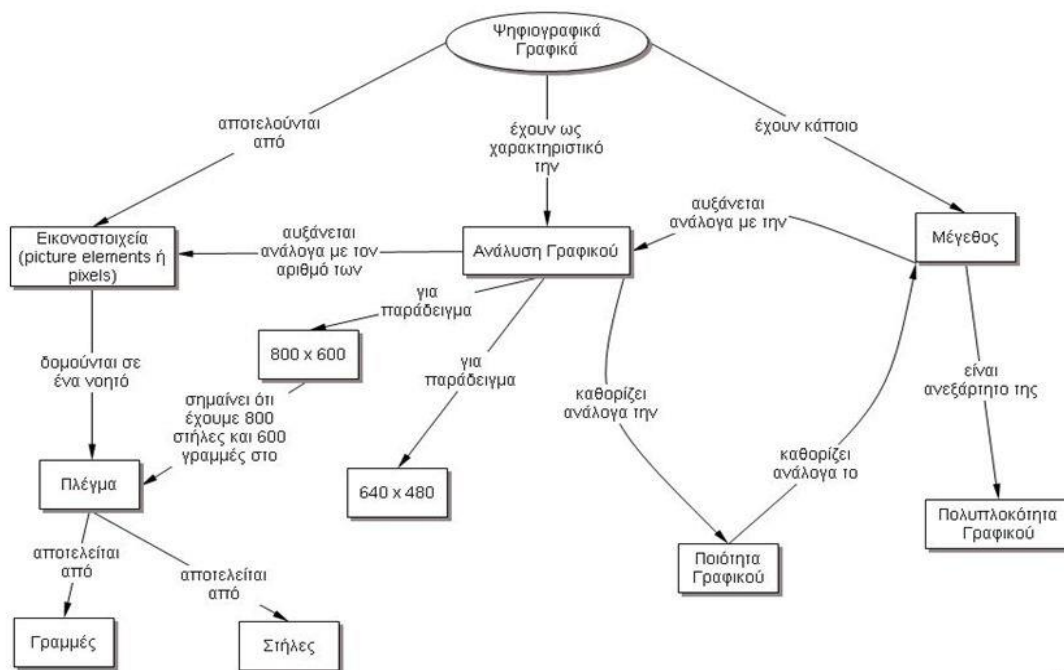 Ψηφιογραφικά
Γραφικά
αποτελούνται
από
έχουν ως
χαρακτηριστικό
την
έχουν κάποιο
Εικονοστοιχεία
(picture elements ή
pixels)
αυξάνεται
ανάλογα με τον
αριθμό των
Ανάλυση Γραφικού
αυξάνεται
ανάλογα με την
Μέγεθος
για
παράδειγμα
800 x 600
για
παράδειγμα
δομούνται σε
ένα νοητό
σημαίνει ότι
έχουμε 800
στήλες και 600
γραμμές στο
καθορίζει
ανάλογα την
είναι
ανεξάρτητο της
καθορίζει
ανάλογα το
Πλέγμα
640 x 480
Πολυπλοκότητα
Γραφικού
Ποιότητα
Γραφικού
αποτελείται
από
αποτελείται
από
Γραμμές
Στήλες